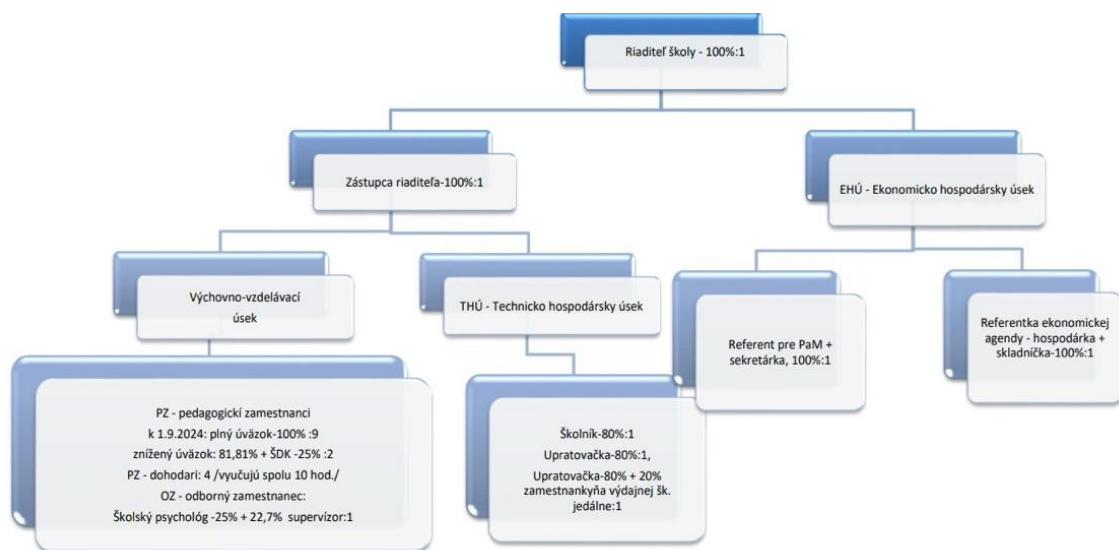 Riaditeľ školy - 100%:1
Zástupca riaditeľa-100%:1
EHÚ - Ekonomicko hospodársky úsek
Výchovno-vzdelávací
úsek
THÚ - Technicko hospodársky úsek
Referent pre PaM +
sekretárka, 100%:1
Referentka ekonomickej
agendy - hospodárka +
skladníčka-100%:1
PZ - pedagogickí zamestnanci
k 1.9.2024: plný úväzok-100% :9
znížený úväzok: 81,81% + ŠDK -25% :2
PZ - dohodari: 4 /vyučujú spolu 10 hod./
OZ - odborný zamestnanec:
Školský psychológ -25% + 22,7% supervízor:1
Školník-80%:1
Upratovačka-80%:1,
Upratovačka-80% + 20%
zamestnankyňa výdajnej šk.
jedálne:1